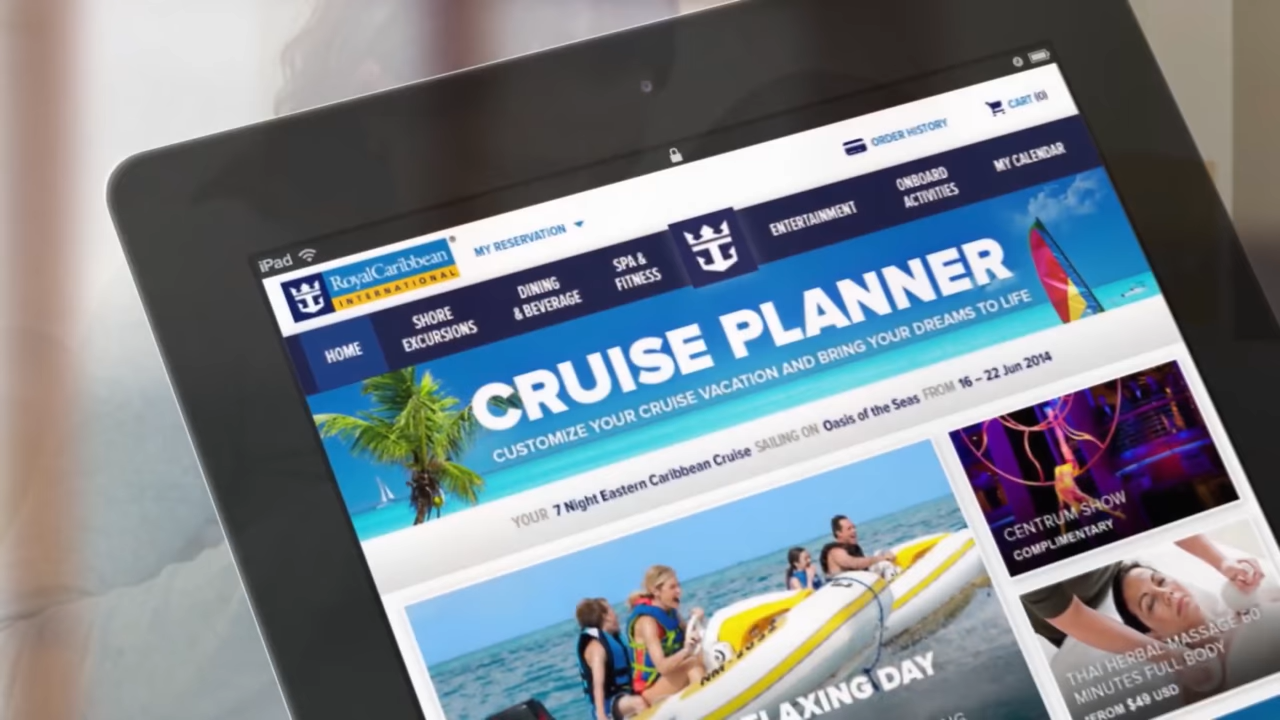 iPad
RoyalCaribbean®
INTERNATIONAL
MY RESERVATION
ORDER HISTORY
CART (0)
HOME
SHORE
EXCURSIONS
DINING
& BEVERAGE
SPA &
FITNESS
ENTERTAINMENT
ONBOARD
ACTIVITIES
MY CALENDAR
CRUISE PLANNER
CUSTOMIZE YOUR CRUISE VACATION AND BRING YOUR DREAMS TO LIFE
YOUR 7 Night Eastern Caribbean Cruise SAILING ON Oasis of the Seas FROM 16 – 22 Jun 2014
CENTRUM SHOW
COMPLIMENTARY
DAY
THAI HERBAL MASSAGE 60
MINUTES FULL BODY
FROM $49 USD